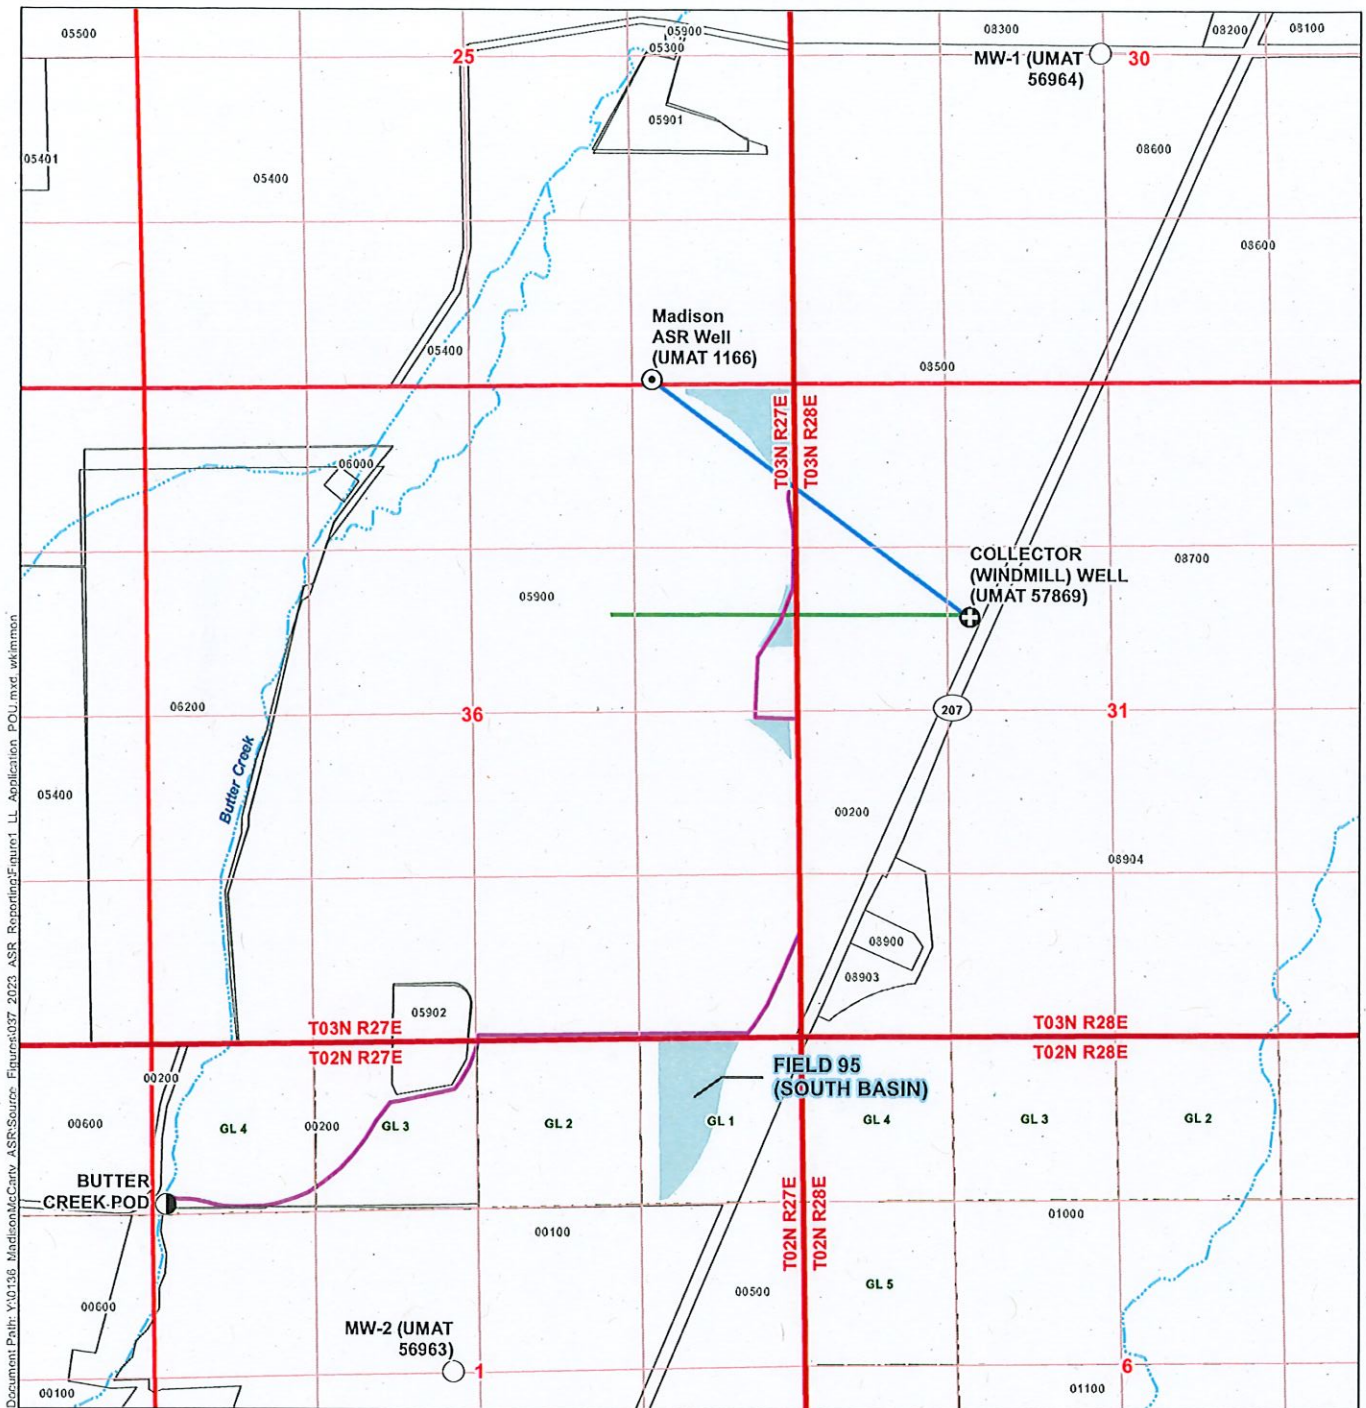 05500
25
05900
05300
08300
08200
08100
MW-1 (UMAT
56964)
30
05901
05401
05400
08600
08600
Madison
ASR Well
(UMAT 1166)
05400
08500
T03N R27E
T03N R28E
06000
COLLECTOR
(WINDMILL) WELL
(UMAT 57869)
08700
05900
06200
36
207
31
Butter Creek
05400
00200
08904
08900
08903
05902
T03N R27E
T02N R27E
T03N R28E
T02N R28E
FIELD 95
(SOUTH BASIN)
00200
00600
GL 4
00200
GL 3
GL 2
GL 1
GL 4
GL 3
GL 2
BUTTER
CREEK POD
T02N R27E
T02N R28E
00100
01000
GL 5
00500
00600
MW-2 (UMAT
56963)
1
6
00100
01100
Document Path: Y:\0136_MadisonMcCarty_ASR\Source_Figures\037_2023_ASR_Reporting\Figure1_LL_Application_POU.mxd, wkimmon